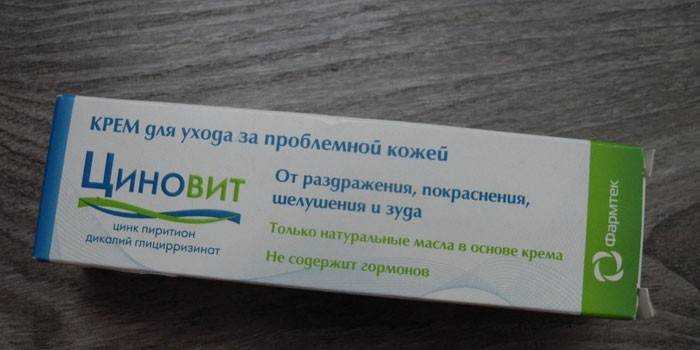 КРЕМ для ухода за проблемной кожей
Циновит
цинк пиритион
дикалий глицирризинат
От раздражения, покраснения,
шелушения и зуда
Только натуральные масла в основе крема
Не содержит гормонов
Фармтек